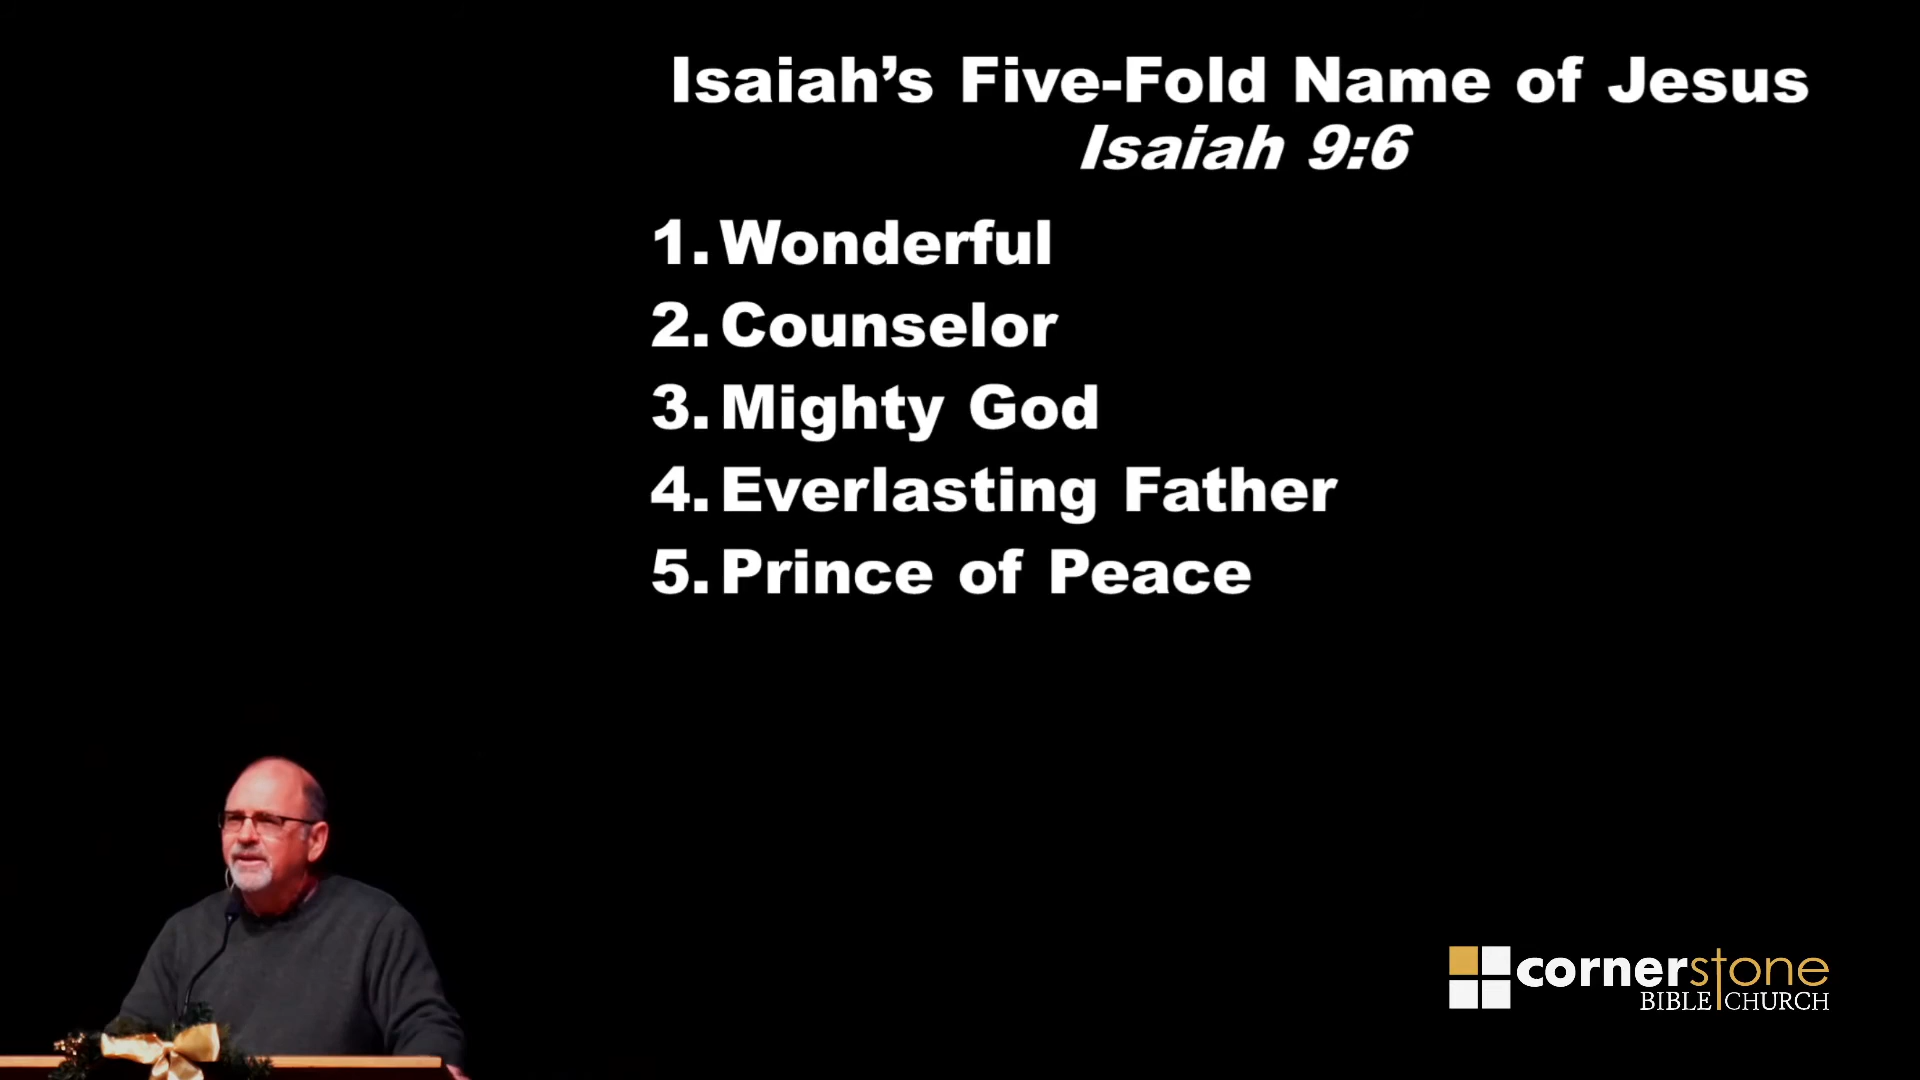 Isaiah’s Five-Fold Name of Jesus
Isaiah 9:6
1. Wonderful
2. Counselor
3. Mighty God
4. Everlasting Father
5. Prince of Peace
cornerstone
BIBLE CHURCH